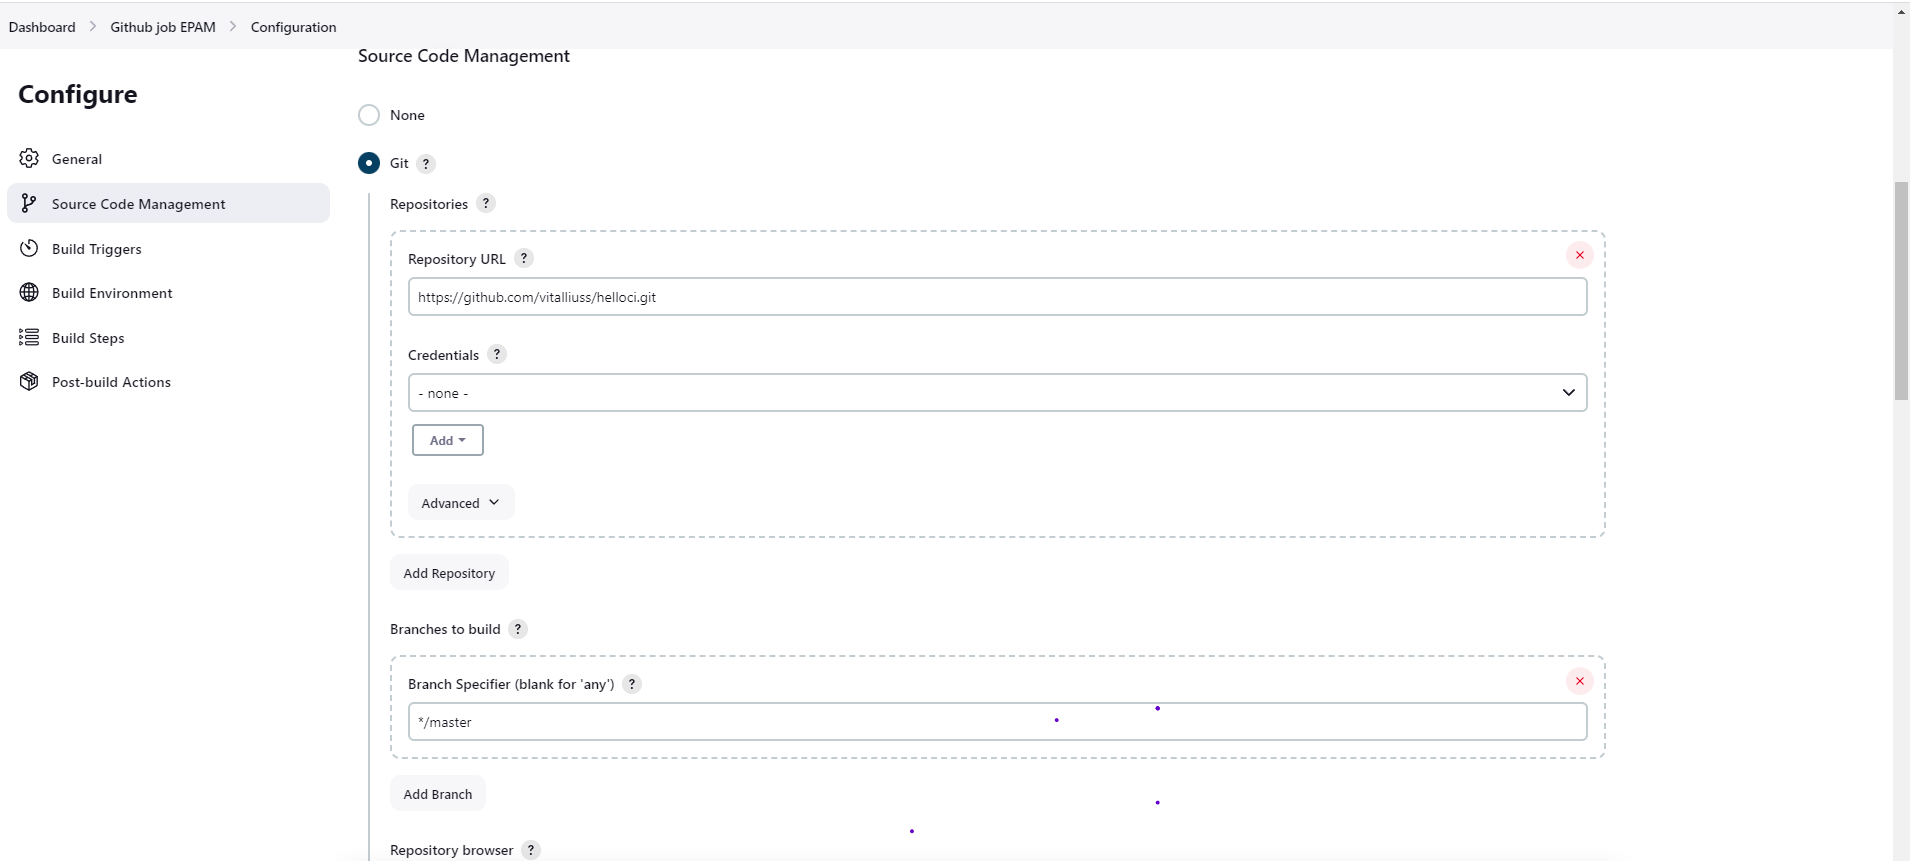 Dashboard > Github job EPAM > Configuration
Configure
General
Source Code Management
Build Triggers
Build Environment
Build Steps
Post-build Actions
Source Code Management
None
Git ?
Repositories ?
Repository URL ?
https://github.com/vitalliuss/helloci.git
Credentials ?
- none -
Add
Advanced
Add Repository
Branches to build ?
Branch Specifier (blank for 'any') ?
*/master
Add Branch
Repository browser ?